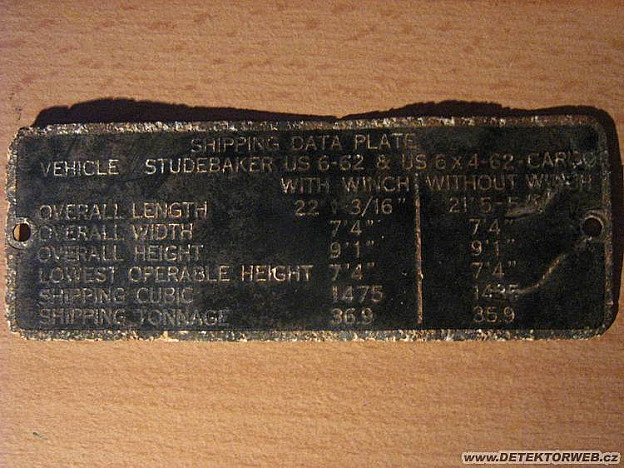 SHIPPING DATA PLATE
VEHICLE STUDEBAKER US 6-62 & US 6 X 4-62-CARGO
WITH WINCH WITHOUT WINCH
OVERALL LENGTH 22' 1-3/16"
OVERALL WIDTH 7'4" 7'4"
OVERALL HEIGHT 9'1" 9'1"
LOWEST OPERABLE HEIGHT 7'4" 7'4"
SHIPPING CUBIC 1475
SHIPPING TONNAGE 36.9 35.9
www.DETEKTORWEB.cz